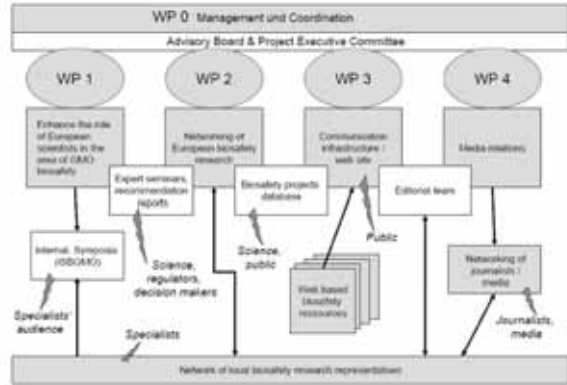 WP 0 Management und Coordination
Advisory Board & Project Executive Committee
WP 1
WP 2
WP 3
WP 4
Enhance the role
of European
scientists in the
area of GMO
biosafety
Networking of
European biosafety
research
Communication
infrastructure /
web site
Media relations
Expert seminars,
recommendation
reports
Biosafety projects
database
Editorial team
Internat. Symposia
(ISBGMO)
Science,
regulators,
decision makers
Science,
public
Public
Web based
biosafety
resources
Networking of
journalists /
media
Specialists'
audience
Specialists
Journalists,
media
Network of local biosafety research representatives